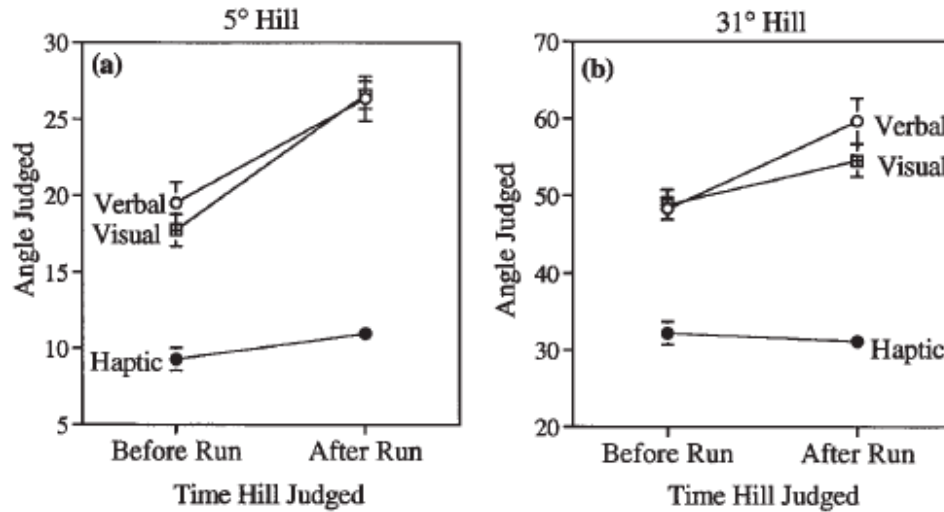 5° Hill
(a)
30
25
20
15
10
5
Angle Judged
Verbal
Visual
Haptic
Before Run After Run
Time Hill Judged
31° Hill
(b)
70
60
50
40
30
20
Angle Judged
Verbal
Visual
Haptic
Before Run After Run
Time Hill Judged